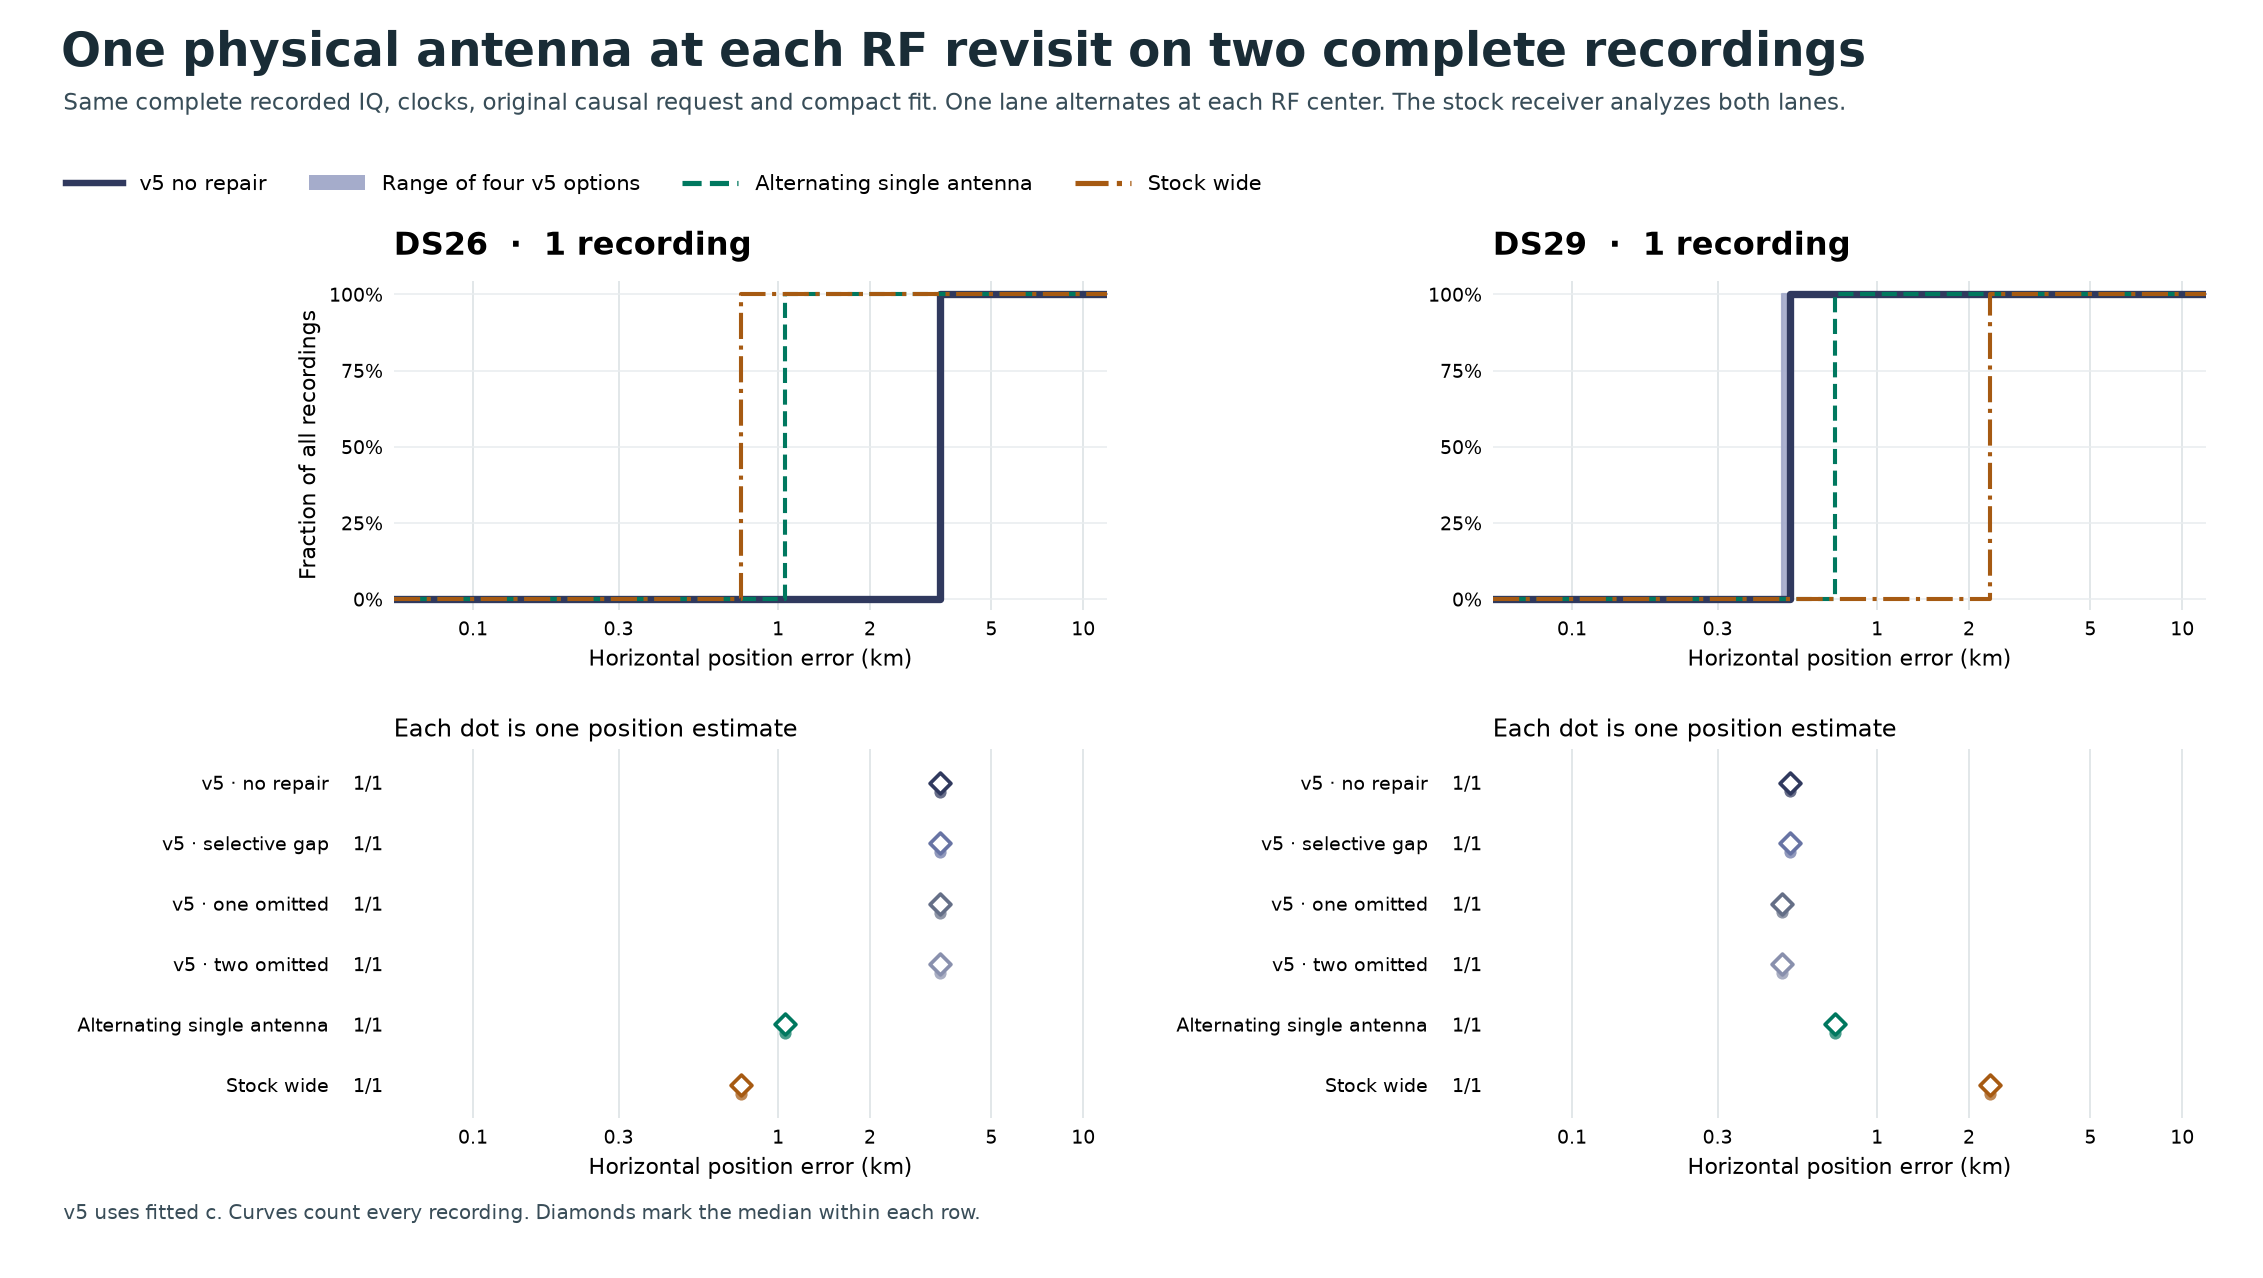 One physical antenna at each RF revisit on two complete recordings
Same complete recorded IQ, clocks, original causal request and compact fit. One lane alternates at each RF center. The stock receiver analyzes both lanes.
v5 no repair
Range of four v5 options
Alternating single antenna
Stock wide
DS26 · 1 recording
Fraction of all recordings
100%
75%
50%
25%
0%
0.1 0.3 1 2 5 10
Horizontal position error (km)
DS29 · 1 recording
100%
75%
50%
25%
0%
0.1 0.3 1 2 5 10
Horizontal position error (km)
Each dot is one position estimate
v5 · no repair 1/1
v5 · selective gap 1/1
v5 · one omitted 1/1
v5 · two omitted 1/1
Alternating single antenna 1/1
Stock wide 1/1
0.1 0.3 1 2 5 10
Horizontal position error (km)
Each dot is one position estimate
v5 · no repair 1/1
v5 · selective gap 1/1
v5 · one omitted 1/1
v5 · two omitted 1/1
Alternating single antenna 1/1
Stock wide 1/1
0.1 0.3 1 2 5 10
Horizontal position error (km)
v5 uses fitted c. Curves count every recording. Diamonds mark the median within each row.